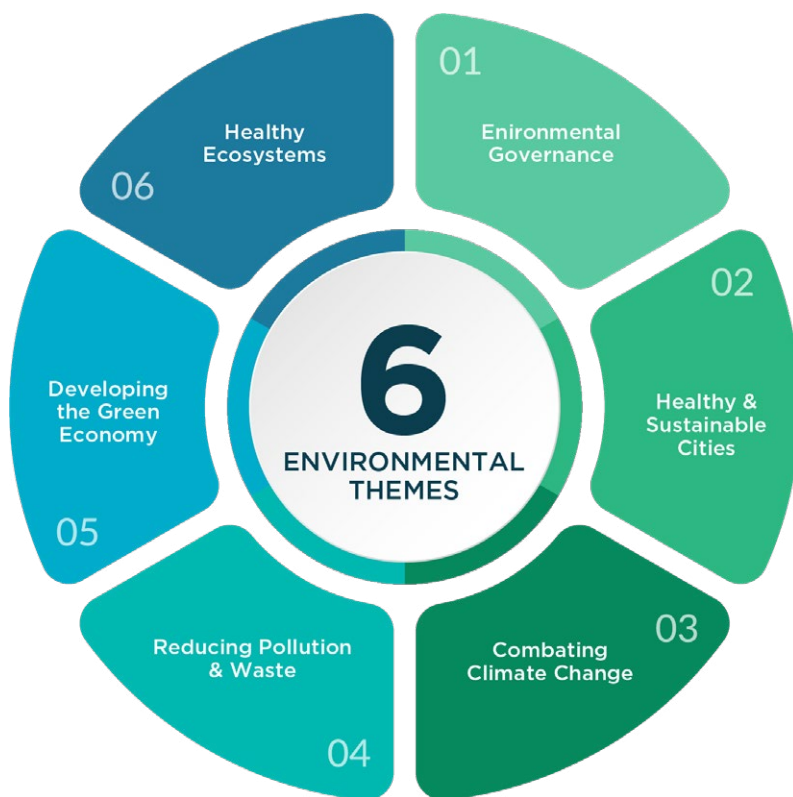 6
ENVIRONMENTAL
THEMES
01
Enironmental
Governance
02
Healthy &
Sustainable
Cities
03
Combating
Climate Change
04
Reducing Pollution
& Waste
05
Developing
the Green
Economy
06
Healthy
Ecosystems